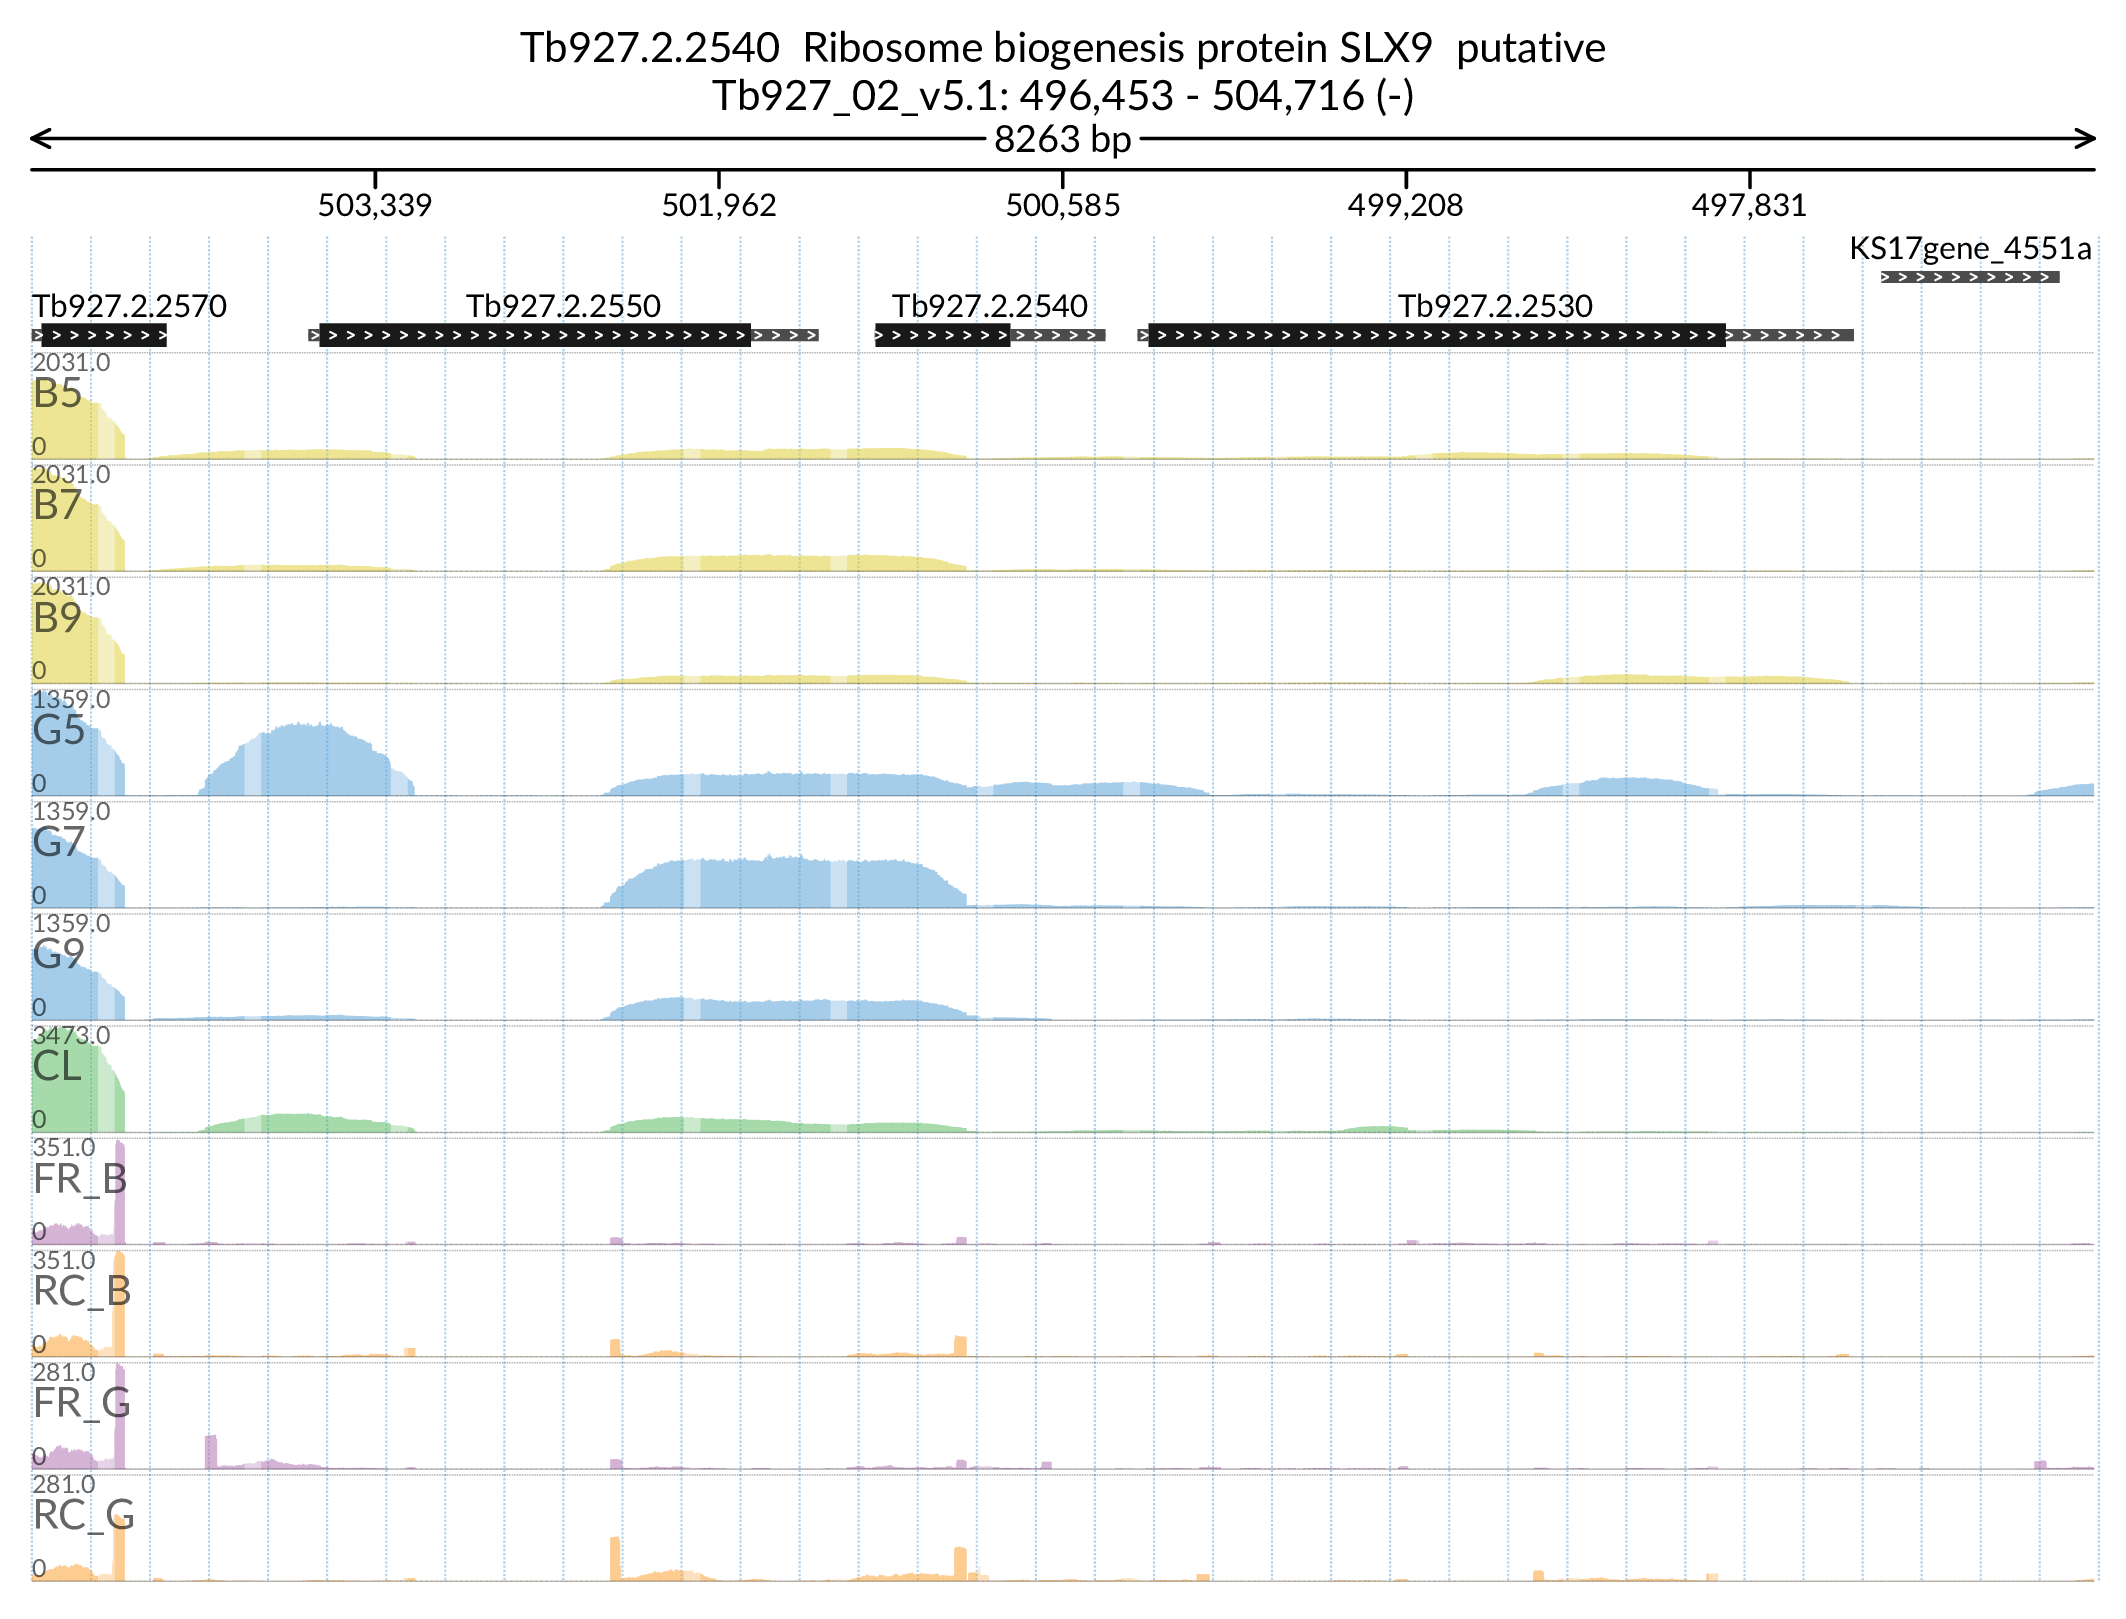 Tb927.2.2540  Ribosome biogenesis protein SLX9  putative
Tb927_02_v5.1: 496,453 - 504,716 (-)
8263 bp
503,339 501,962 500,585 499,208 497,831
KS17gene_4551a
Tb927.2.2570 Tb927.2.2550 Tb927.2.2540 Tb927.2.2530
2031.0
B5
0
2031.0
B7
0
2031.0
B9
0
1359.0
G5
0
1359.0
G7
0
1359.0
G9
0
3473.0
CL
0
351.0
FR_B
0
351.0
RC_B
0
281.0
FR_G
0
281.0
RC_G
0